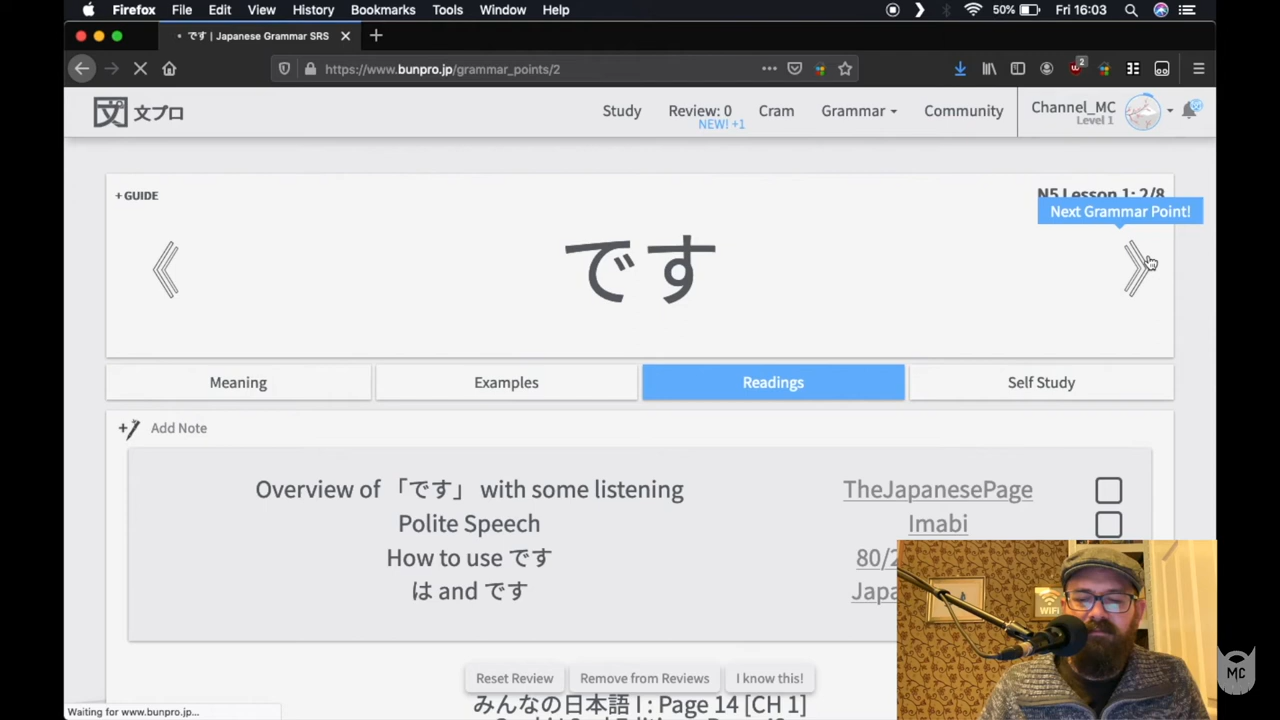 Firefox File Edit View History Bookmarks Tools Window Help 50% Fri 16:03
です | Japanese Grammar SRS
https://www.bunpro.jp/grammar_points/2
2
文プロ Study Review: 0 Cram Grammar Community Channel_MC
NEW! +1 Level 1
+ GUIDE N5 Lesson 1: 2/8
Next Grammar Point!
です
Meaning Examples Readings Self Study
Add Note
Overview of 「です」 with some listening TheJapanesePage
Polite Speech Imabi
How to use です 80/2
は and です Japa
WiFi
Reset Review Remove from Reviews I know this!
みんなの日本語 I : Page 14 [CH 1]
Waiting for www.bunpro.jp...
MC